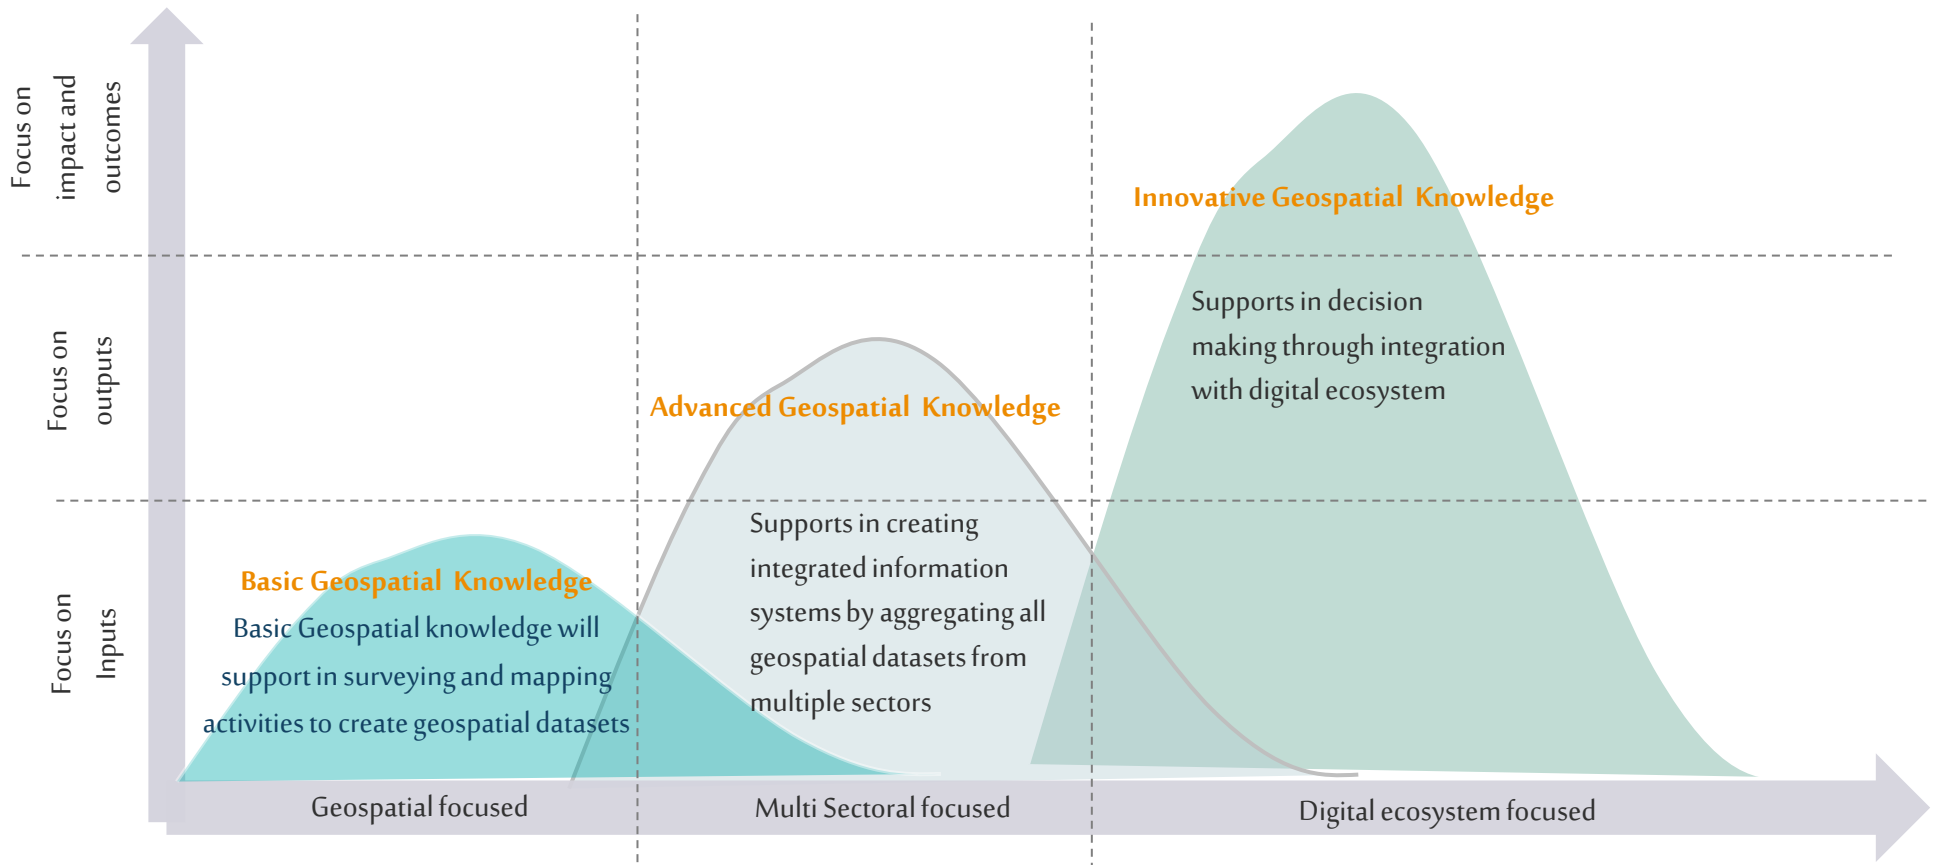 Focus on
impact and
outcomes
Innovative Geospatial Knowledge
Supports in decision
making through integration
with digital ecosystem
Focus on
outputs
Advanced Geospatial Knowledge
Supports in creating
integrated information
systems by aggregating all
geospatial datasets from
multiple sectors
Focus on
Inputs
Basic Geospatial Knowledge
Basic Geospatial knowledge will
support in surveying and mapping
activities to create geospatial datasets
Geospatial focused
Multi Sectoral focused
Digital ecosystem focused